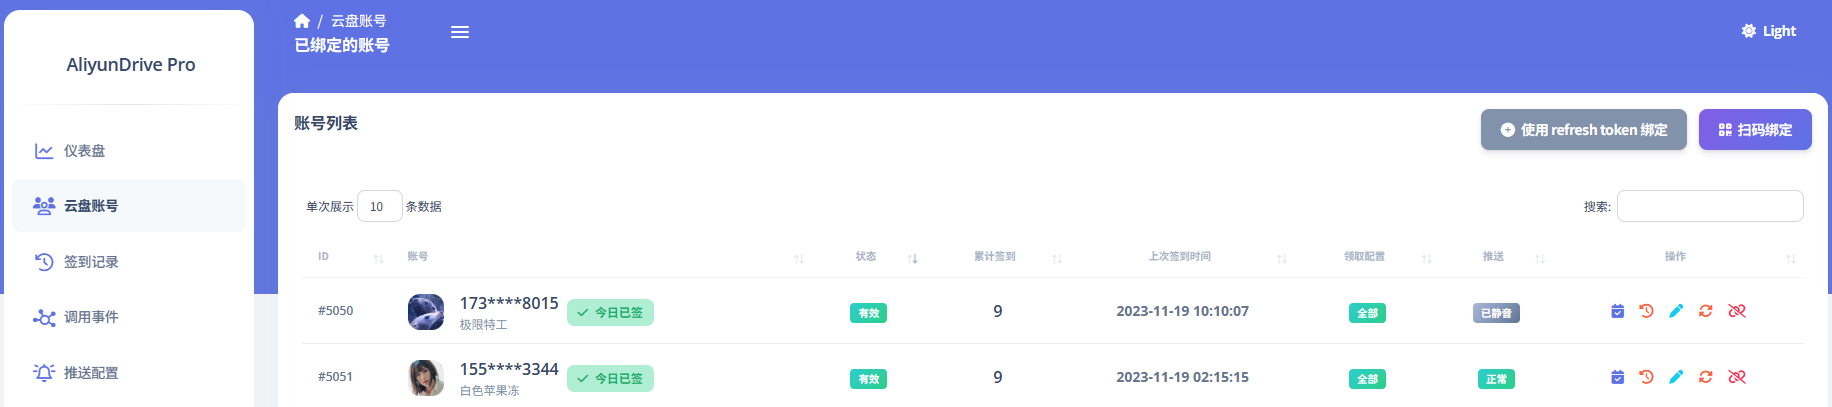 AliyunDrive Pro
仪表盘
云盘账号
签到记录
调用事件
推送配置
/ 云盘账号
已绑定的账号
Light
账号列表
使用 refresh token 绑定
扫码绑定
单次展示 10 条数据
搜索:
ID 账号 状态 累计签到 上次签到时间 领取配置 推送 操作
#5050 173****8015 今日已签 有效 9 2023-11-19 10:10:07 全部 已静音
极限特工
#5051 155****3344 今日已签 有效 9 2023-11-19 02:15:15 全部 正常
白色苹果冻